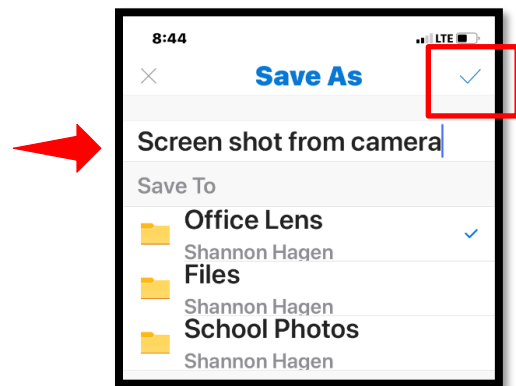 8:44 LTE
Save As
Screen shot from camera
Save To
Office Lens
Shannon Hagen
Files
Shannon Hagen
School Photos
Shannon Hagen